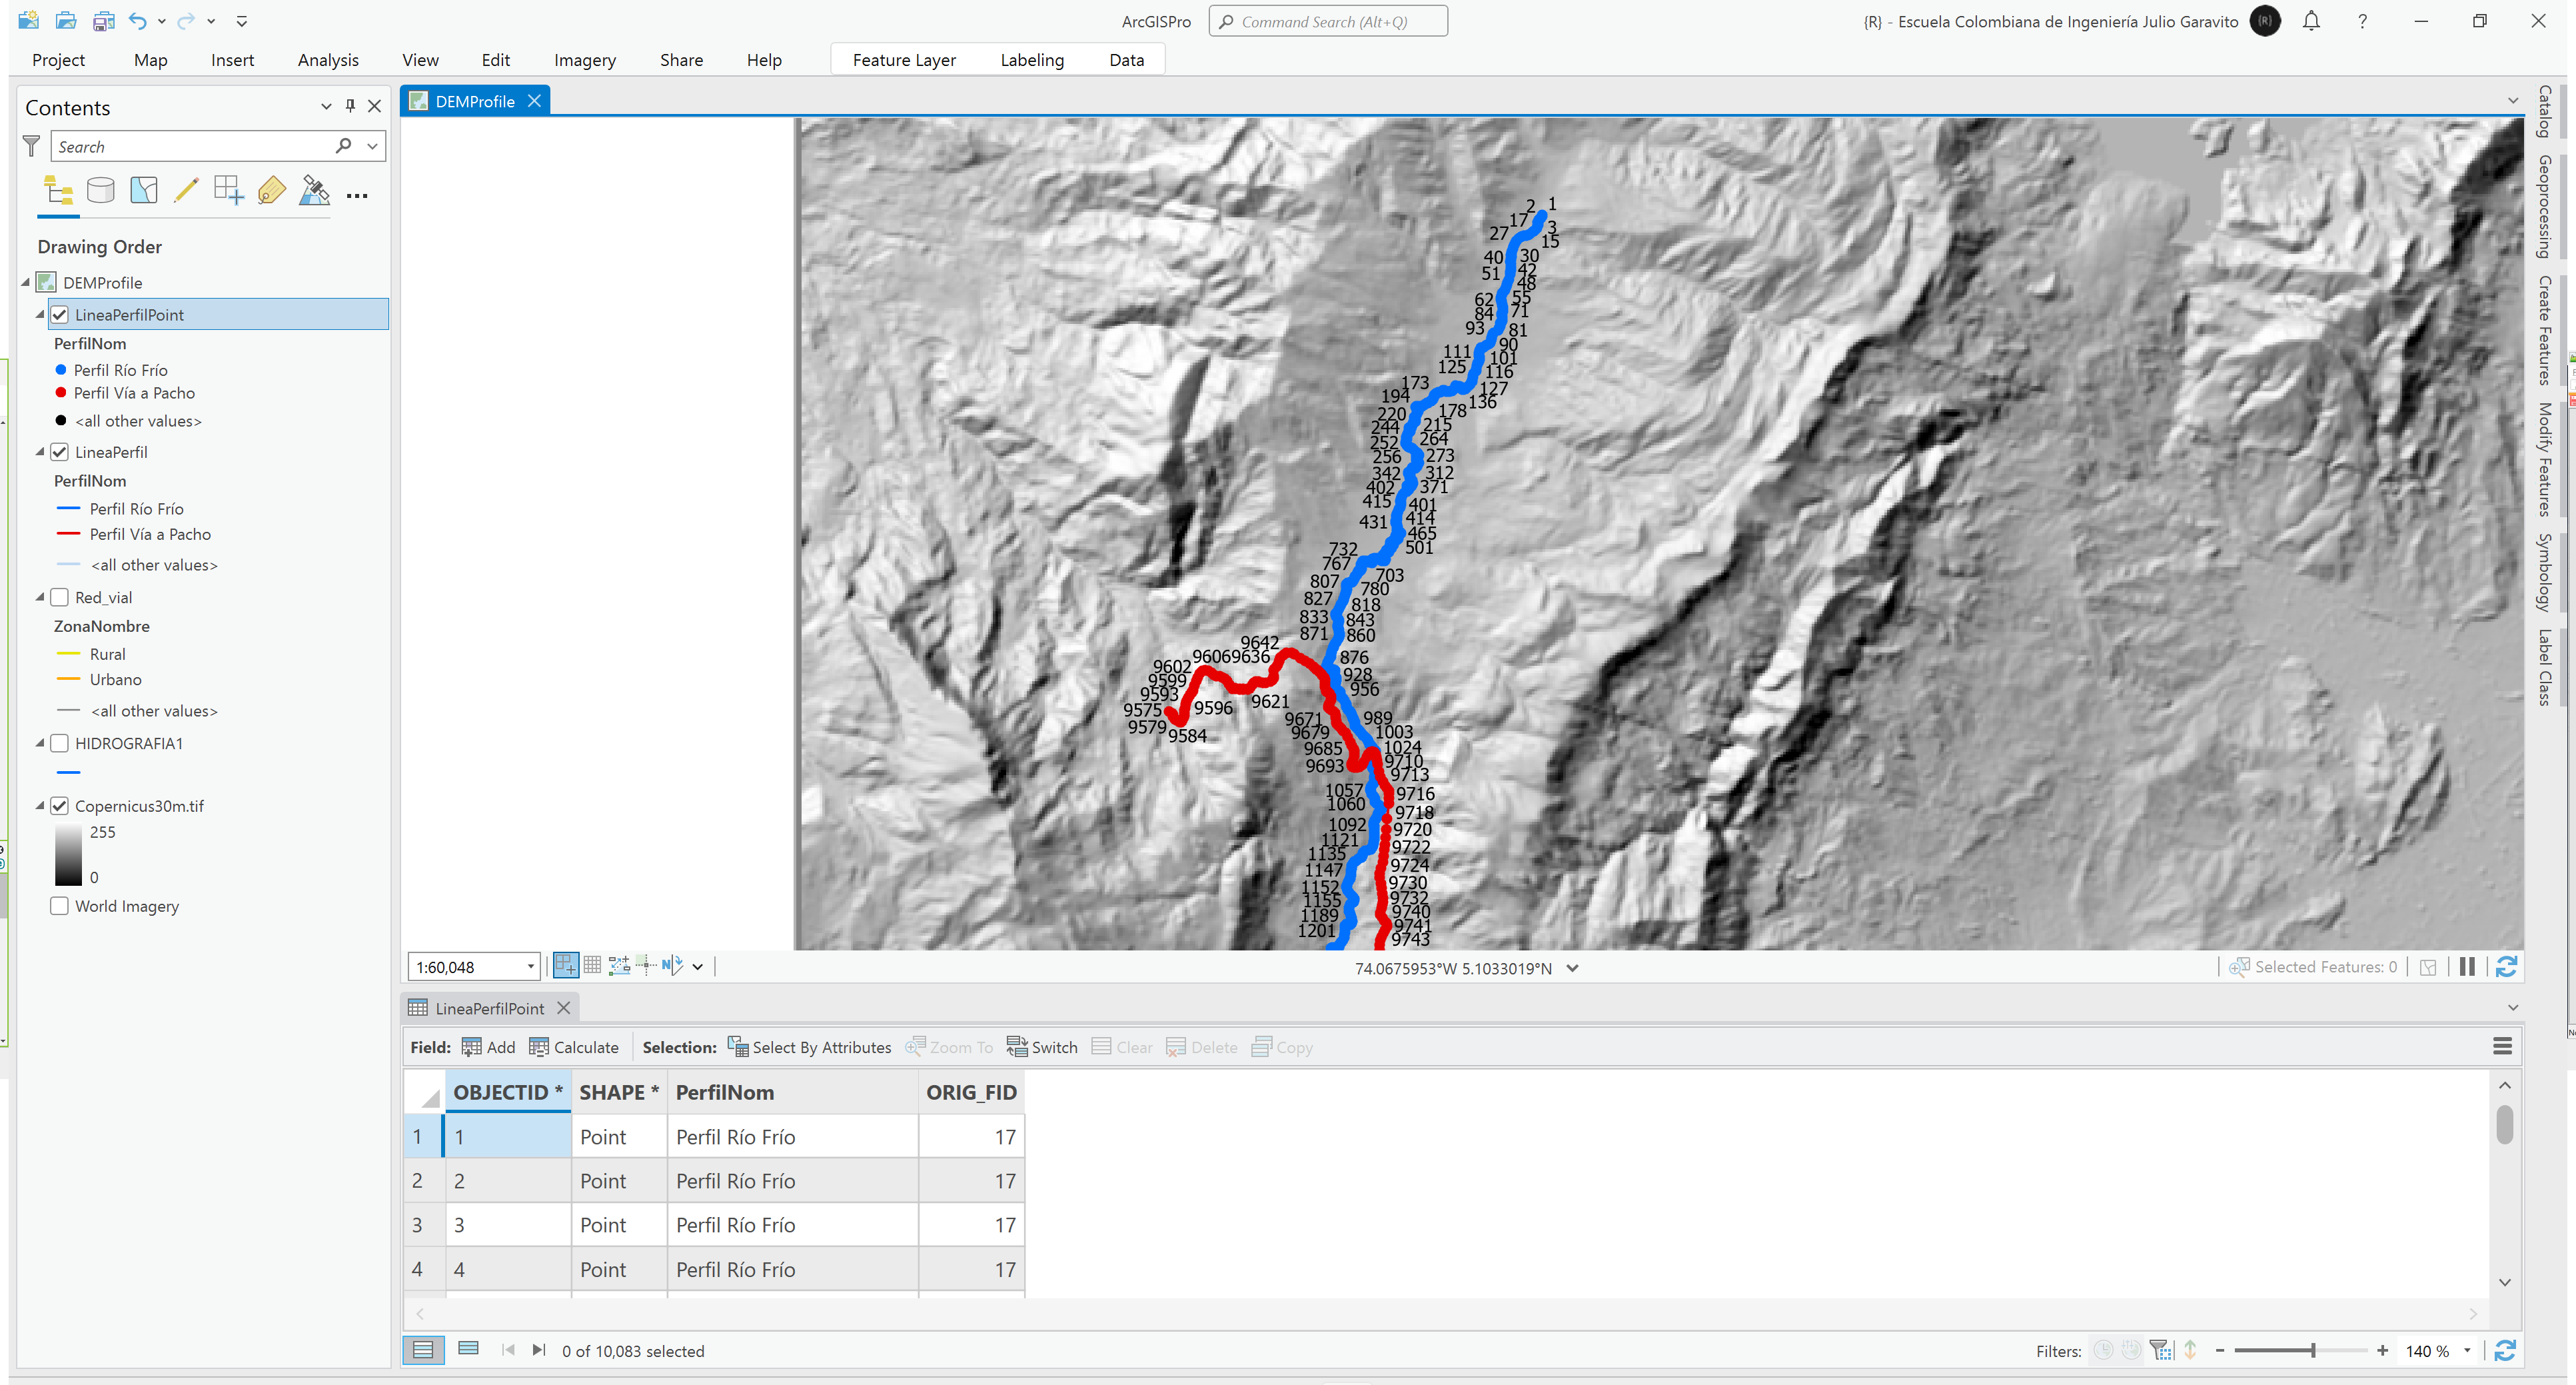 ArcGISPro
Command Search (Alt+Q)
{R} - Escuela Colombiana de Ingeniería Julio Garavito
{R}
?
Project
Map
Insert
Analysis
View
Edit
Imagery
Share
Help
Feature Layer
Labeling
Data
Contents
Search
Drawing Order
DEMProfile
LineaPerfilPoint
PerfilNom
Perfil Río Frío
Perfil Vía a Pacho
<all other values>
LineaPerfil
PerfilNom
Perfil Río Frío
Perfil Vía a Pacho
<all other values>
Red_vial
ZonaNombre
Rural
Urbano
<all other values>
HIDROGRAFIA1
Copernicus30m.tif
255
0
World Imagery
DEMProfile
2 1
17 3
27 15
40 30
51 42
48
62 55
84 71
93 81
90
111 101
125 116
173 127
194 136
220 178
244 215
252 264
256 273
342 312
402 371
415 401
431 414
465
501
732
767 703
807 780
827 818
833 843
871 860
9642
9606 9636 876
9602 928
9599 956
9593
9575 9596 9621
9579 9584
9671 989
9679 1003
9685 1024
9693 9710
9713
1057 9716
1060
9718
1092 9720
1121 9722
1135
1147 9724
1152 9730
1155 9732
1189 9740
1201 9741
9743
Catalog
Geoprocessing
Create Features
Modify Features
Symbology
Label Class
1:60,048
74.0675953°W 5.1033019°N
Selected Features: 0
LineaPerfilPoint
Field: Add Calculate Selection: Select By Attributes Zoom To Switch Clear Delete Copy
OBJECTID * SHAPE * PerfilNom ORIG_FID
1 1 Point Perfil Río Frío 17
2 2 Point Perfil Río Frío 17
3 3 Point Perfil Río Frío 17
4 4 Point Perfil Río Frío 17
0 of 10,083 selected
Filters:
140 %